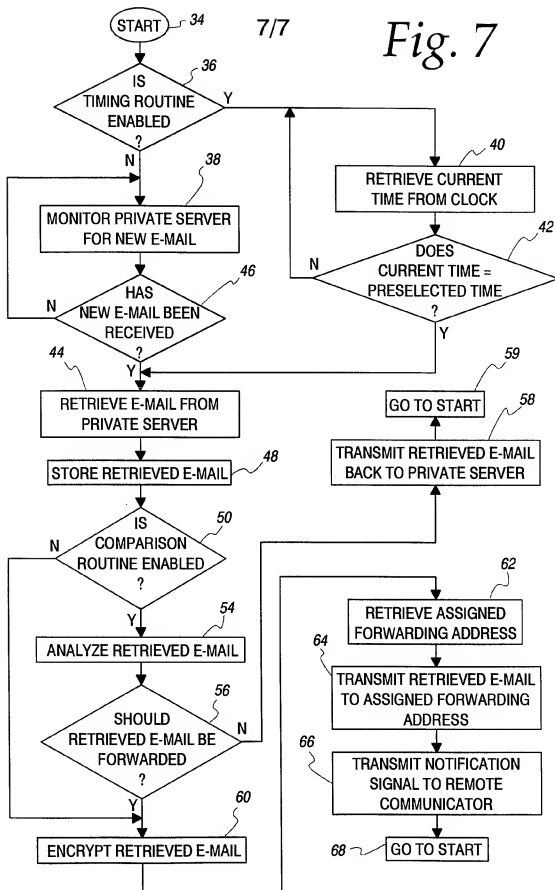 START
34
7/7
Fig. 7
36
IS
TIMING ROUTINE
ENABLED
?
Y
N
38
MONITOR PRIVATE SERVER
FOR NEW E-MAIL
46
HAS
NEW E-MAIL BEEN
RECEIVED
?
N
Y
40
RETRIEVE CURRENT
TIME FROM CLOCK
42
DOES
CURRENT TIME =
PRESELECTED TIME
?
N
Y
44
RETRIEVE E-MAIL FROM
PRIVATE SERVER
STORE RETRIEVED E-MAIL
48
IS
COMPARISON
ROUTINE ENABLED
?
50
N
Y
54
ANALYZE RETRIEVED E-MAIL
56
SHOULD
RETRIEVED E-MAIL BE
FORWARDED
?
N
Y
59
GO TO START
58
TRANSMIT RETRIEVED E-MAIL
BACK TO PRIVATE SERVER
60
ENCRYPT RETRIEVED E-MAIL
62
RETRIEVE ASSIGNED
FORWARDING ADDRESS
64
TRANSMIT RETRIEVED E-MAIL
TO ASSIGNED FORWARDING
ADDRESS
66
TRANSMIT NOTIFICATION
SIGNAL TO REMOTE
COMMUNICATOR
68
GO TO START